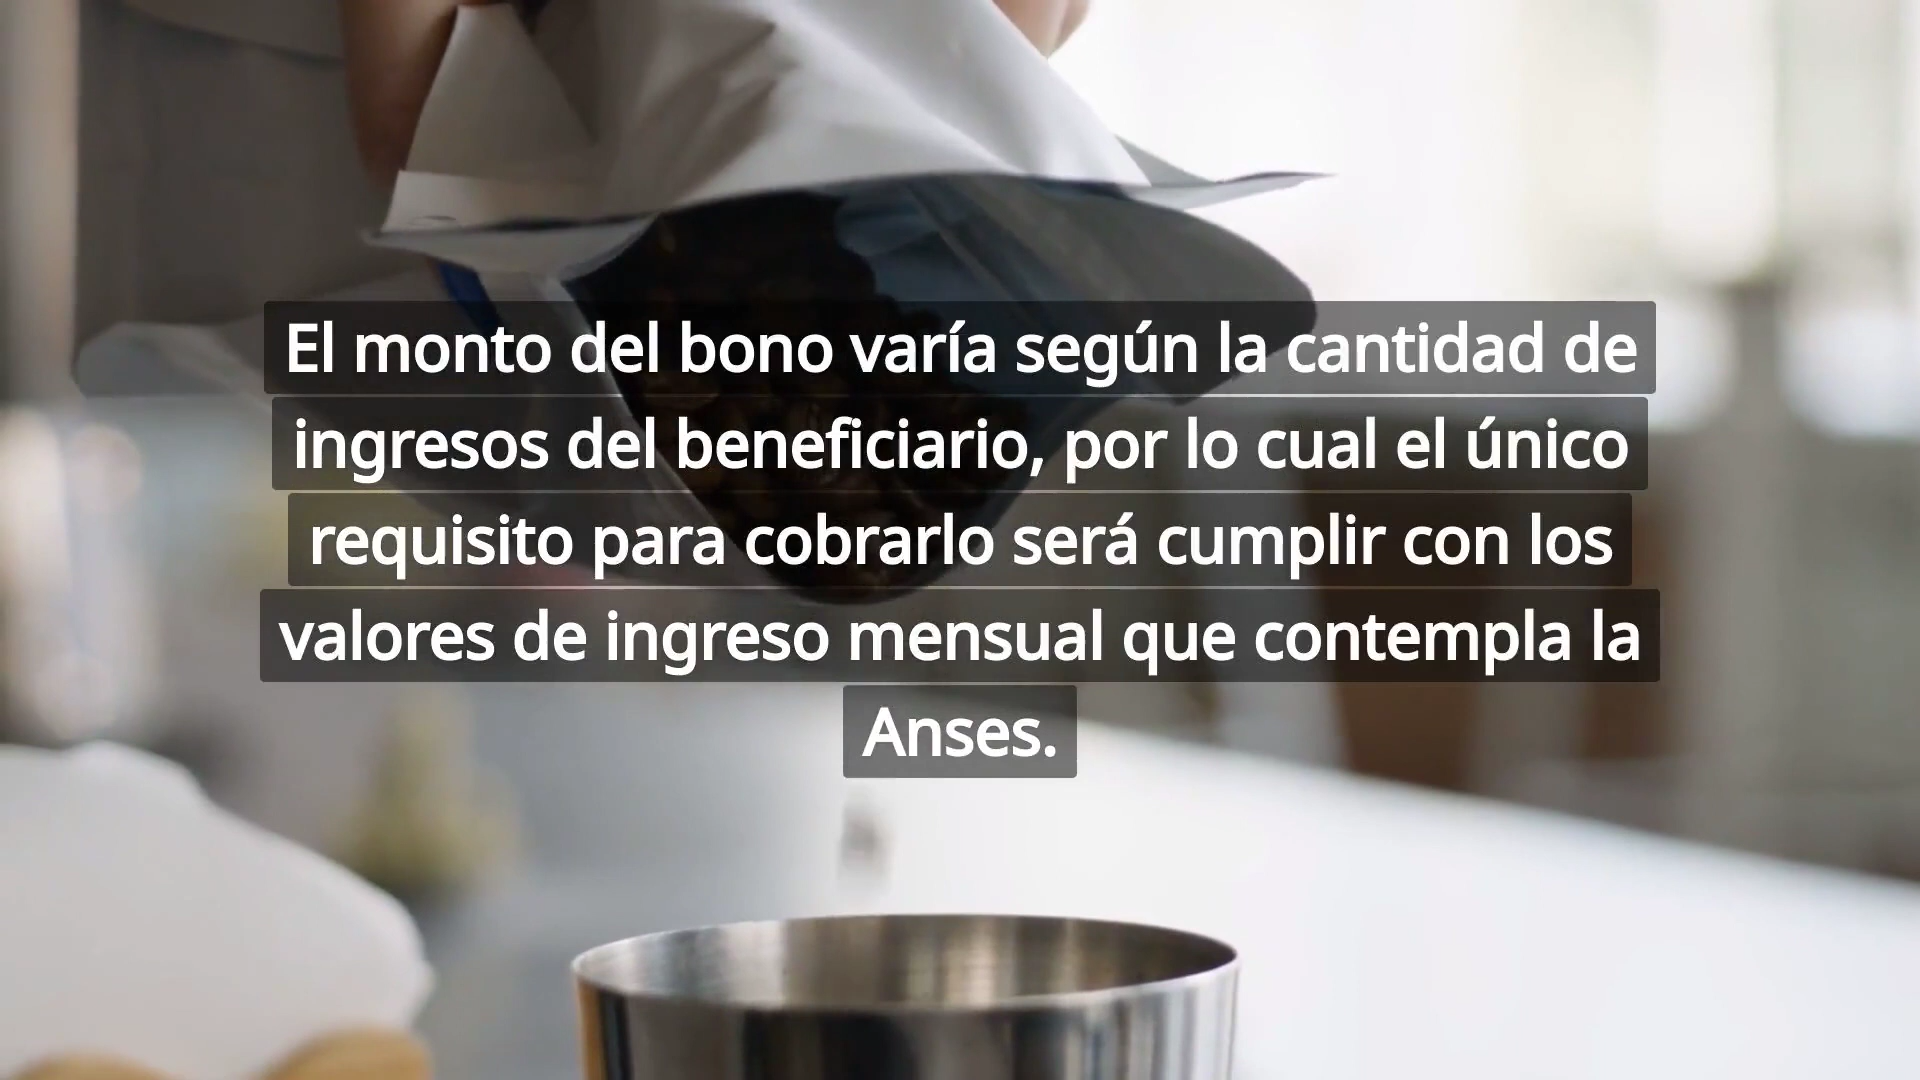 El monto del bono varía según la cantidad de
ingresos del beneficiario, por lo cual el único
requisito para cobrarlo será cumplir con los
valores de ingreso mensual que contempla la
Anses.